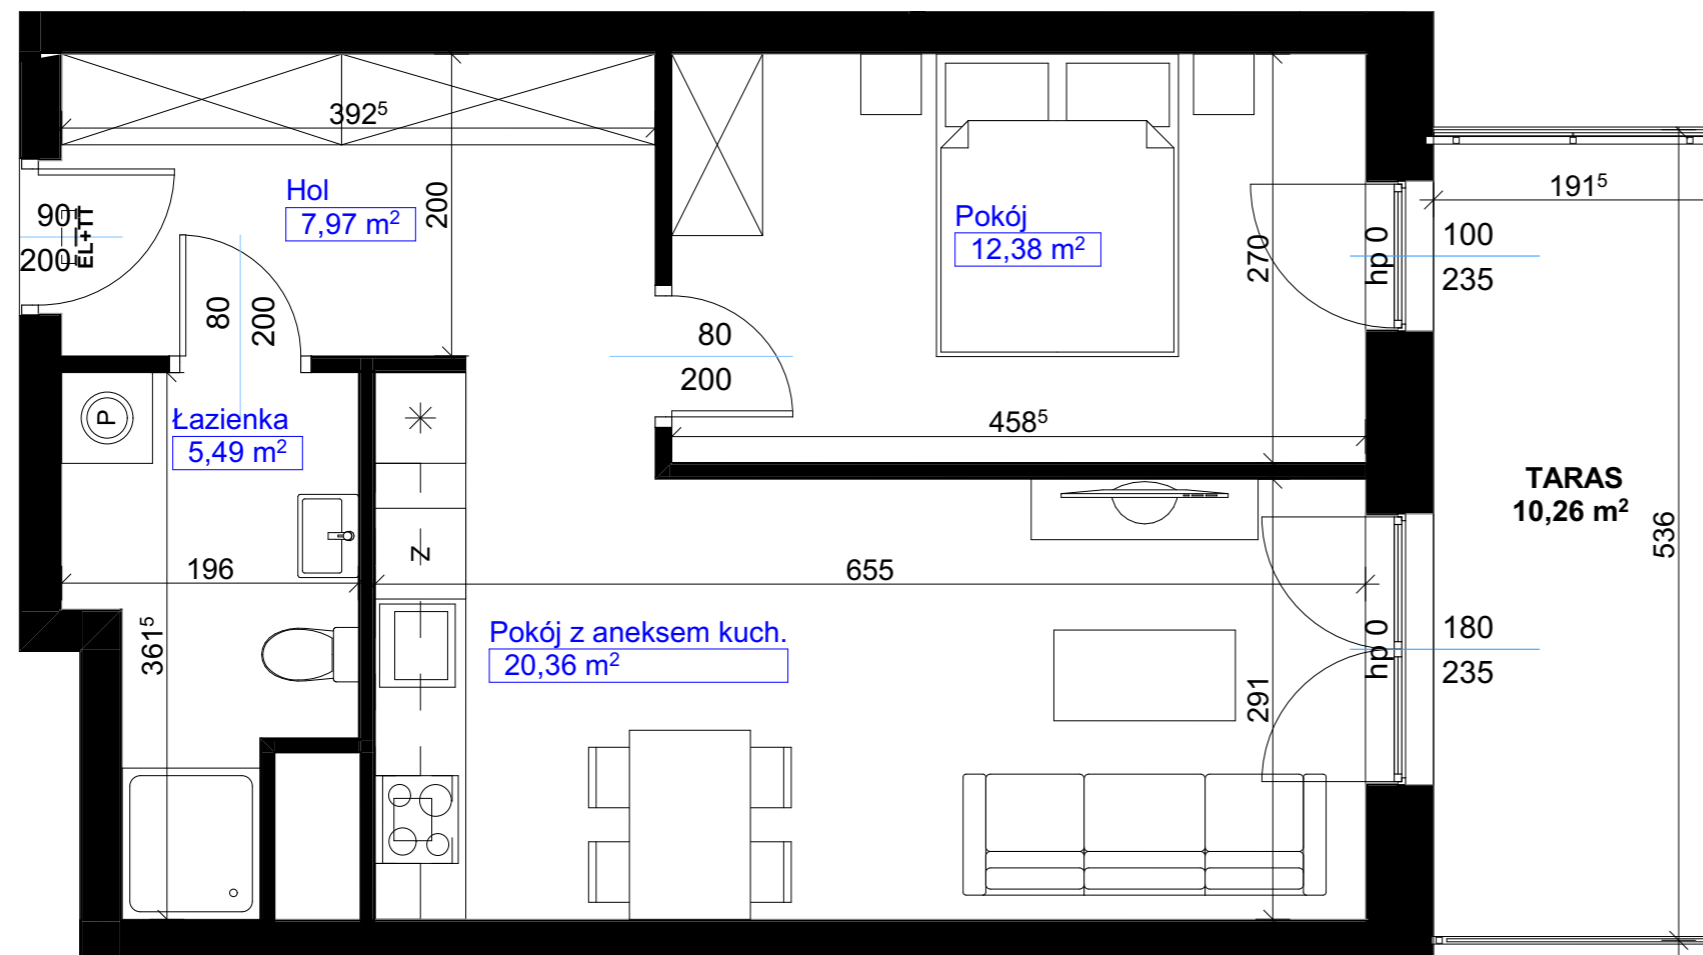 392⁵
Hol
7,97 m²
200
90
200
EL+TT
80
200
Pokój
12,38 m²
270
hp 0
100
235
191⁵
80
200
458⁵
P
Łazienka
5,49 m²
Z
196
361⁵
655
Pokój z aneksem kuch.
20,36 m²
291
hp 0
180
235
TARAS
10,26 m²
536